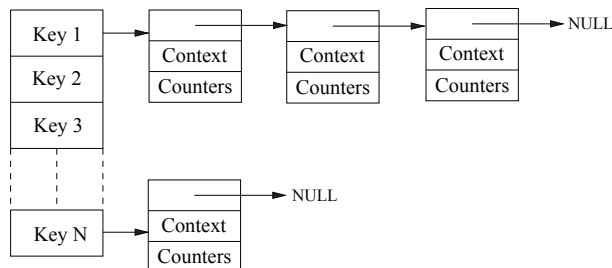 Key 1
NULL
Context
Context
Context
Key 2
Counters
Counters
Counters
Key 3
NULL
Key N
Context
Counters